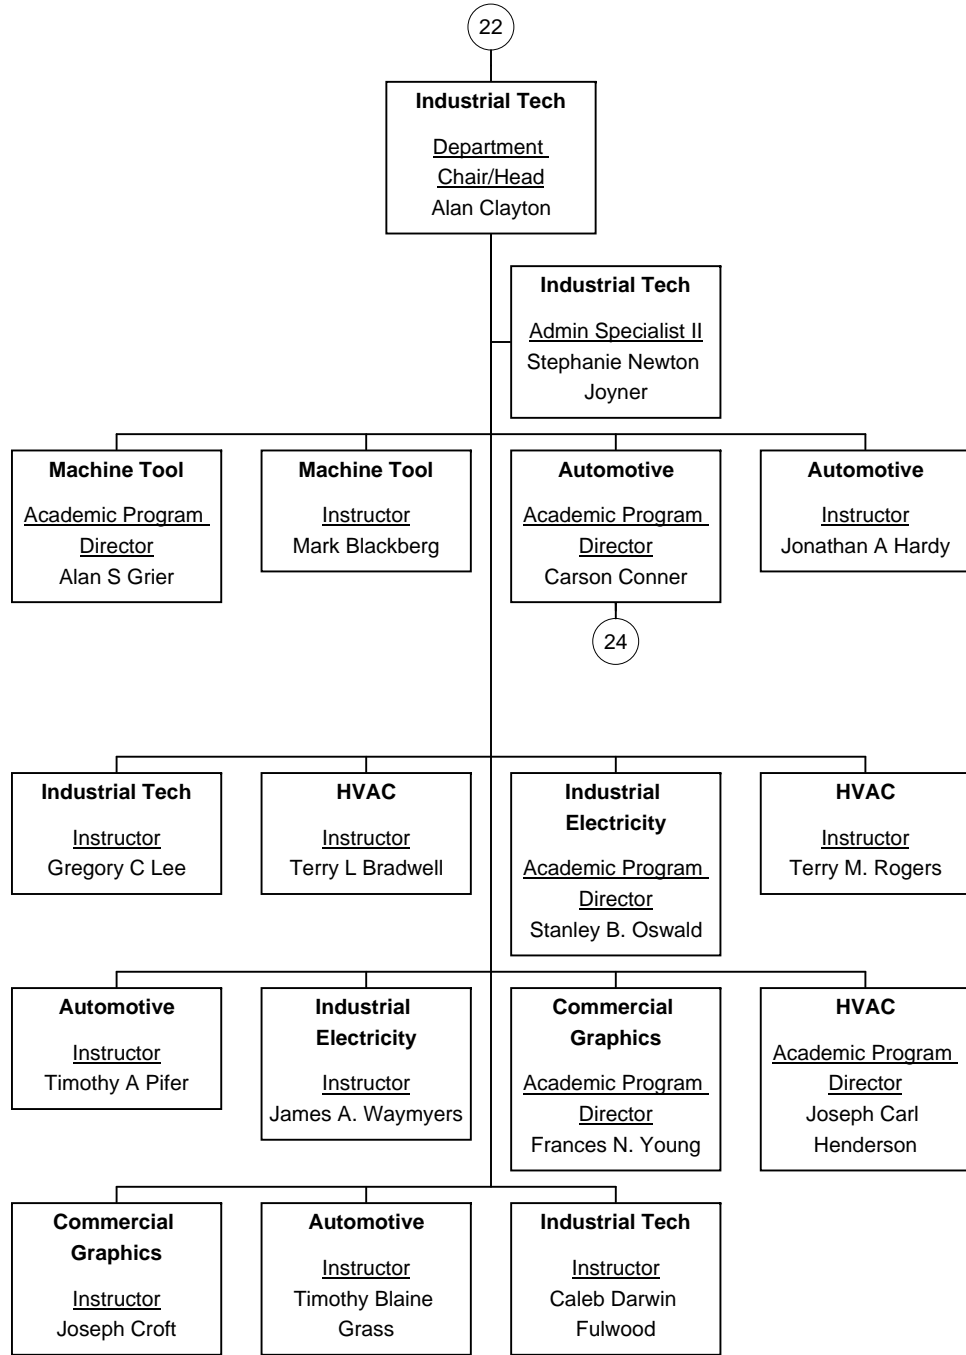 22
Industrial Tech
Department
Chair/Head
Alan Clayton
Industrial Tech
Admin Specialist II
Stephanie Newton
Joyner
Machine Tool
Academic Program
Director
Alan S Grier
Machine Tool
Instructor
Mark Blackberg
Automotive
Academic Program
Director
Carson Conner
Automotive
Instructor
Jonathan A Hardy
24
Industrial Tech
Instructor
Gregory C Lee
HVAC
Instructor
Terry L Bradwell
Industrial
Electricity
Academic Program
Director
Stanley B. Oswald
HVAC
Instructor
Terry M. Rogers
Automotive
Instructor
Timothy A Pifer
Industrial
Electricity
Instructor
James A. Waymyers
Commercial
Graphics
Academic Program
Director
Frances N. Young
HVAC
Academic Program
Director
Joseph Carl
Henderson
Commercial
Graphics
Instructor
Joseph Croft
Automotive
Instructor
Timothy Blaine
Grass
Industrial Tech
Instructor
Caleb Darwin
Fulwood